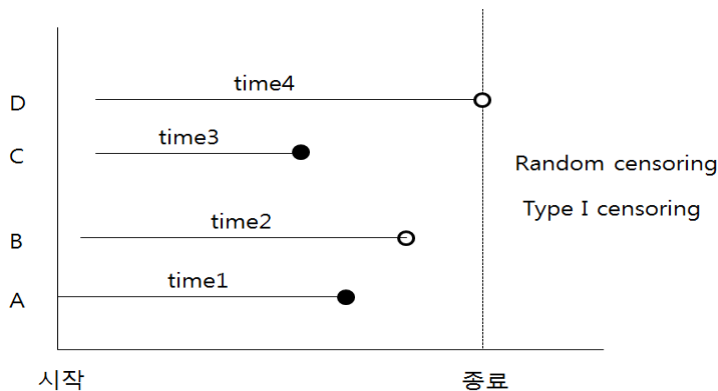 D
time4
C
time3
Random censoring
Type I censoring
B
time2
A
time1
시작
종료